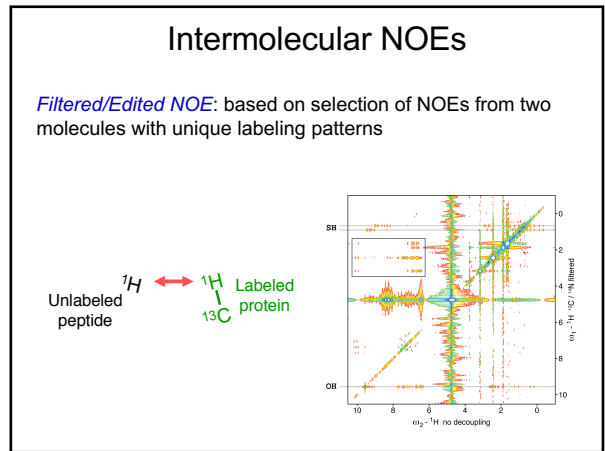 Intermolecular NOEs
Filtered/Edited NOE: based on selection of NOEs from two
molecules with unique labeling patterns
¹H
Unlabeled
peptide
¹H
¹³C
Labeled
protein
SH
OH
0
2
4
6
8
10
ω₁ - ¹H ¹³C / ¹⁵N filtered
10
8
6
4
2
0
ω₂ - ¹H no decoupling